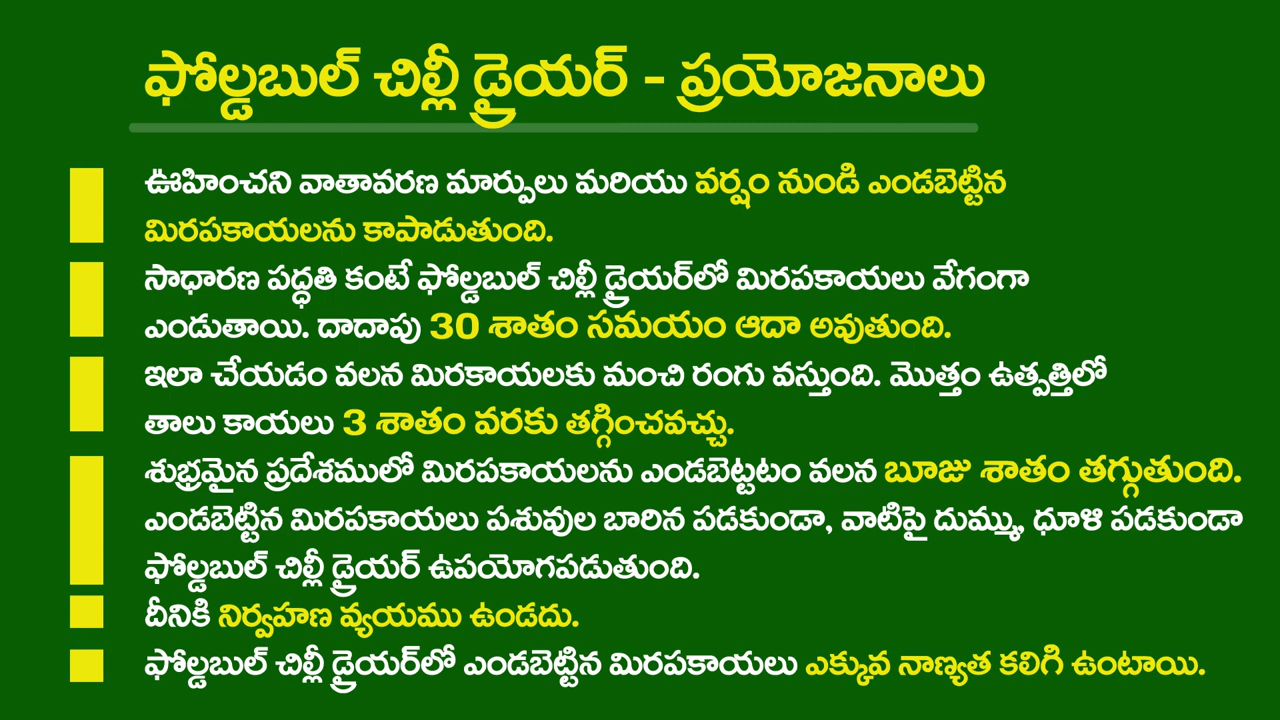 ఫోల్డబుల్ చిల్లీ డ్రైయర్ - ప్రయోజనాలు
ఊహించని వాతావరణ మార్పులు మరియు వర్షం నుండి ఎండబెట్టిన
మిరపకాయలను కాపాడుతుంది.
సాధారణ పద్ధతి కంటే ఫోల్డబుల్ చిల్లీ డ్రైయర్‌లో మిరపకాయలు వేగంగా
ఎండుతాయి. దాదాపు 30 శాతం సమయం ఆదా అవుతుంది.
ఇలా చేయడం వలన మిరకాయలకు మంచి రంగు వస్తుంది. మొత్తం ఉత్పత్తిలో
తాలు కాయలు 3 శాతం వరకు తగ్గించవచ్చు.
శుభ్రమైన ప్రదేశములో మిరపకాయలను ఎండబెట్టటం వలన బూజు శాతం తగ్గుతుంది.
ఎండబెట్టిన మిరపకాయలు పశువుల బారిన పడకుండా, వాటిపై దుమ్ము, ధూళి పడకుండా
ఫోల్డబుల్ చిల్లీ డ్రైయర్ ఉపయోగపడుతుంది.
దీనికి నిర్వహణ వ్యయము ఉండదు.
ఫోల్డబుల్ చిల్లీ డ్రైయర్‌లో ఎండబెట్టిన మిరపకాయలు ఎక్కువ నాణ్యత కలిగి ఉంటాయి.